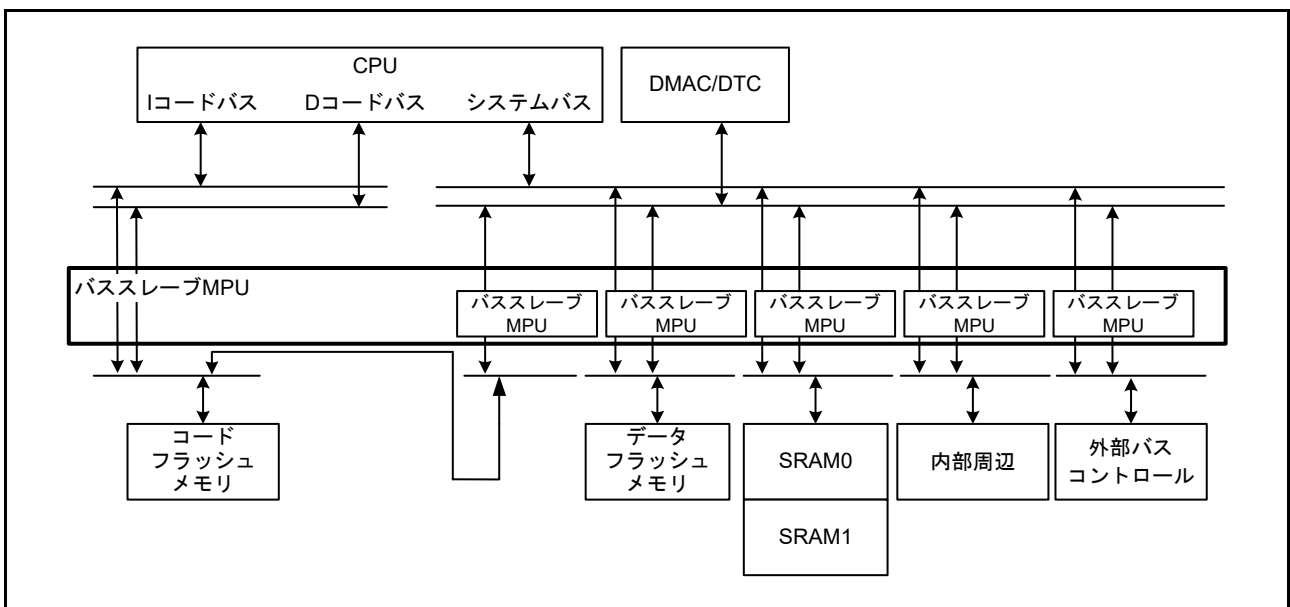 CPU
Iコードバス Dコードバス システムバス
DMAC/DTC
バススレーブMPU
バススレーブ
MPU
バススレーブ
MPU
バススレーブ
MPU
バススレーブ
MPU
バススレーブ
MPU
コード
フラッシュ
メモリ
データ
フラッシュ
メモリ
SRAM0
SRAM1
内部周辺
外部バス
コントロール